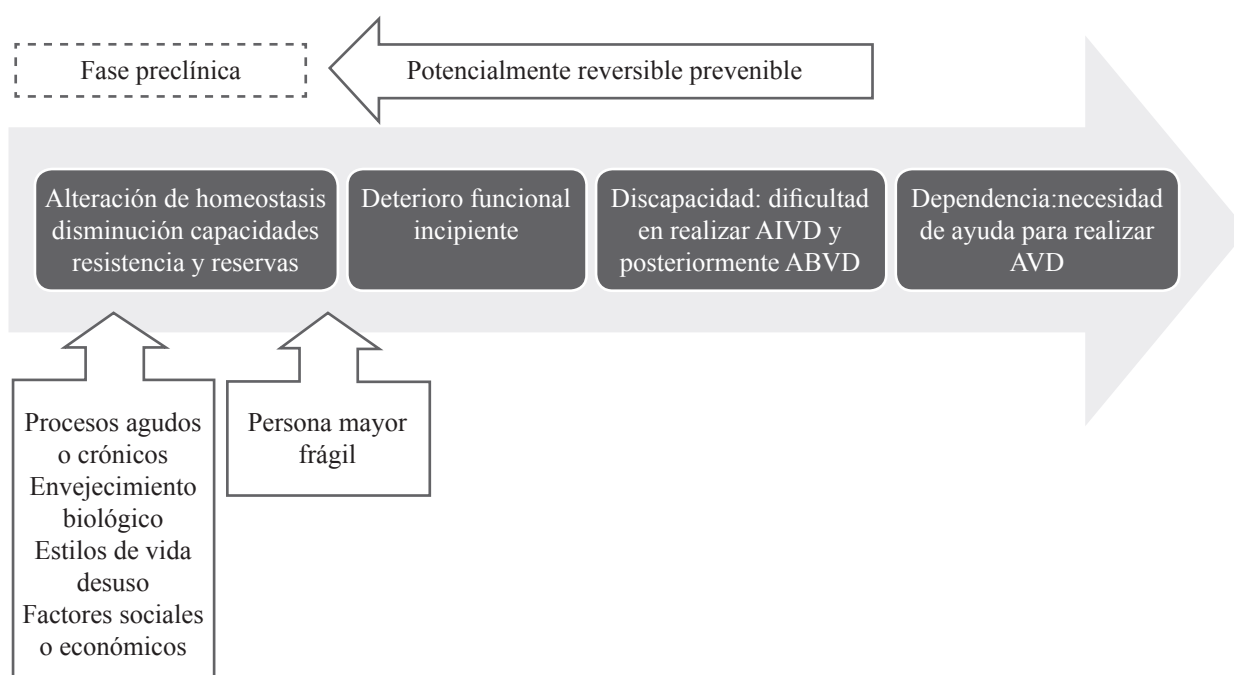 Fase preclínica
Potencialmente reversible prevenible
Alteración de homeostasis
disminución capacidades
resistencia y reservas
Deterioro funcional
incipiente
Discapacidad: dificultad
en realizar AIVD y
posteriormente ABVD
Dependencia:necesidad
de ayuda para realizar
AVD
Procesos agudos
o crónicos
Envejecimiento
biológico
Estilos de vida
desuso
Factores sociales
o económicos
Persona mayor
frágil